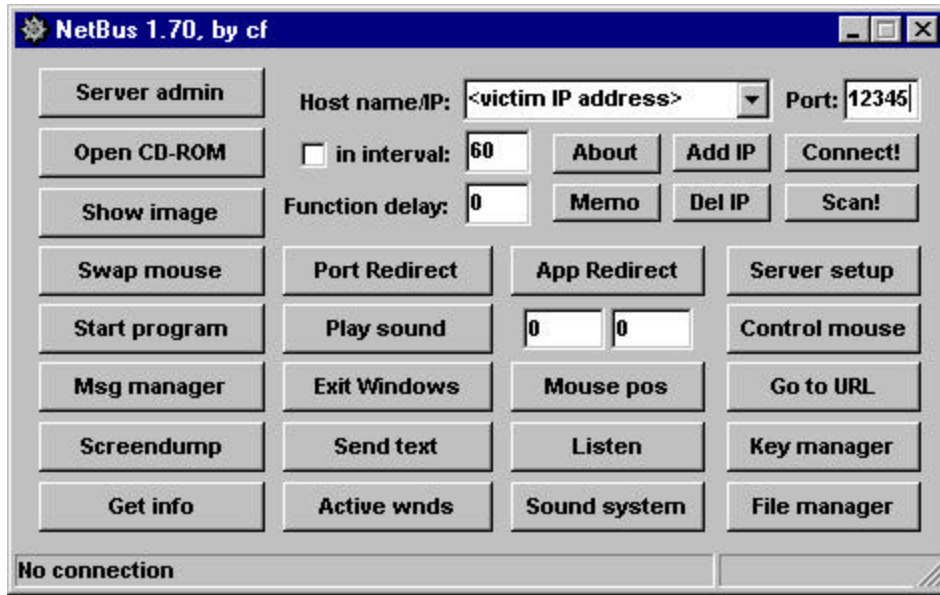 NetBus 1.70, by cf
Server admin
Host name/IP: <victim IP address> Port: 12345
Open CD-ROM
in interval: 60 About Add IP Connect!
Show image
Function delay: 0 Memo Del IP Scan!
Swap mouse Port Redirect App Redirect Server setup
Start program Play sound 0 0 Control mouse
Msg manager Exit Windows Mouse pos Go to URL
Screendump Send text Listen Key manager
Get info Active wnds Sound system File manager
No connection